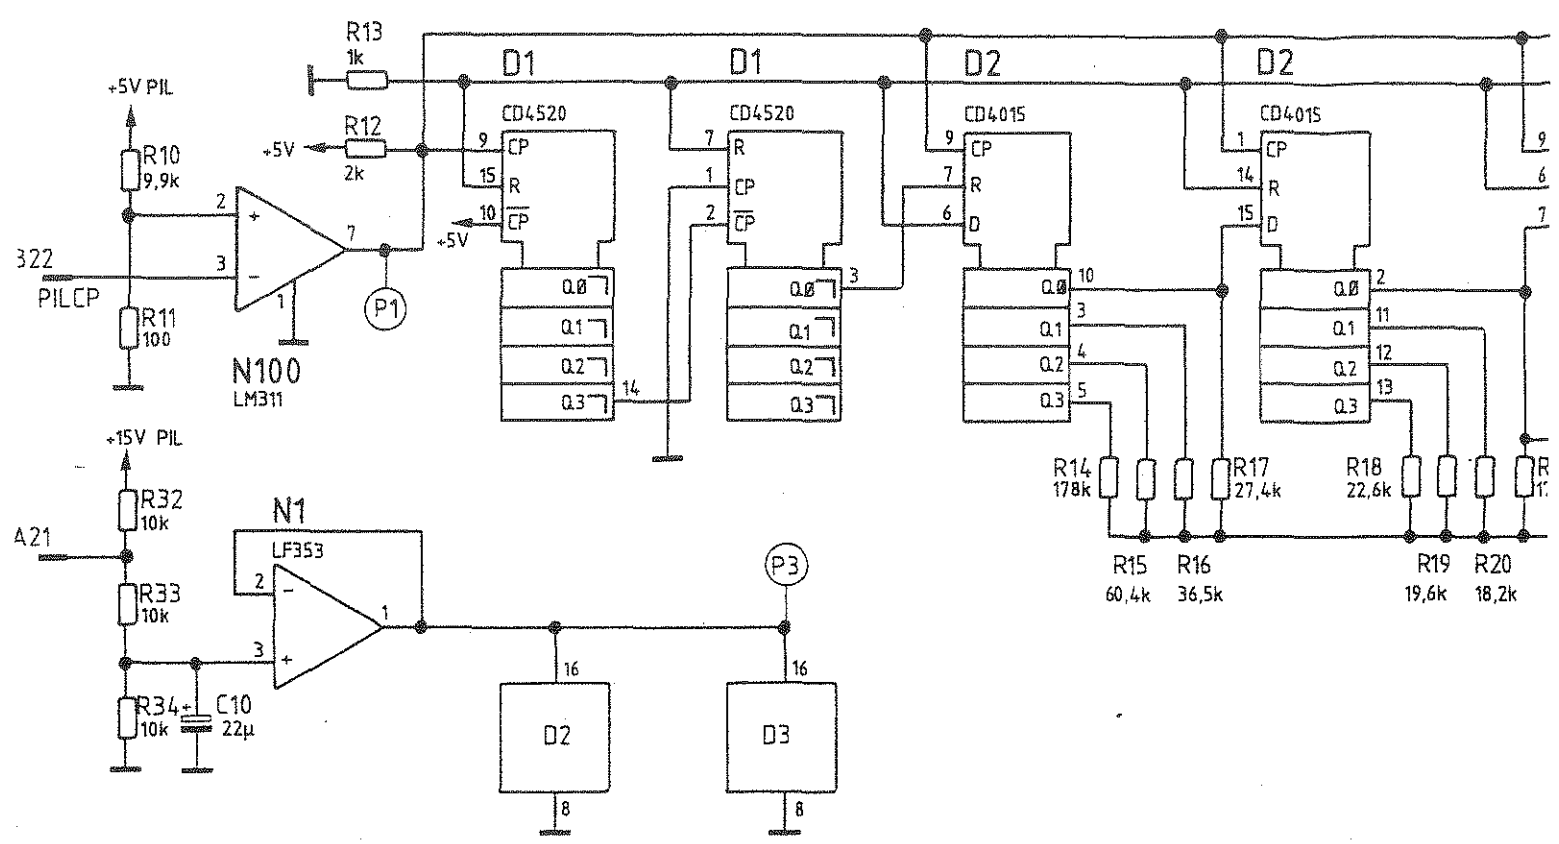 R13
1k
D1
D1
D2
D2
+5V PIL
CD4520
CD4520
CD4015
CD4015
R12
+5V
2k
9
CP
7
R
9
CP
1
CP
9
R10
9,9k
15
R
1
CP
7
R
14
R
6
2
+
10
CP
+5V
2
CP
6
D
15
D
7
7
322
PILCP
3
-
1
P1
R11
100
N100
LM311
Q0
Q1
Q2
Q3
14
Q0
3
Q1
Q2
Q3
Q0
10
Q1
3
Q2
4
Q3
5
Q0
2
Q1
11
Q2
12
Q3
13
+15V PIL
R14
178k
R17
27,4k
R18
22,6k
R32
10k
A21
N1
LF353
R33
10k
2
-
1
3
+
P3
R15
60,4k
R16
36,5k
R19
19,6k
R20
18,2k
R34
10k
+
C10
22μ
16
D2
8
16
D3
8